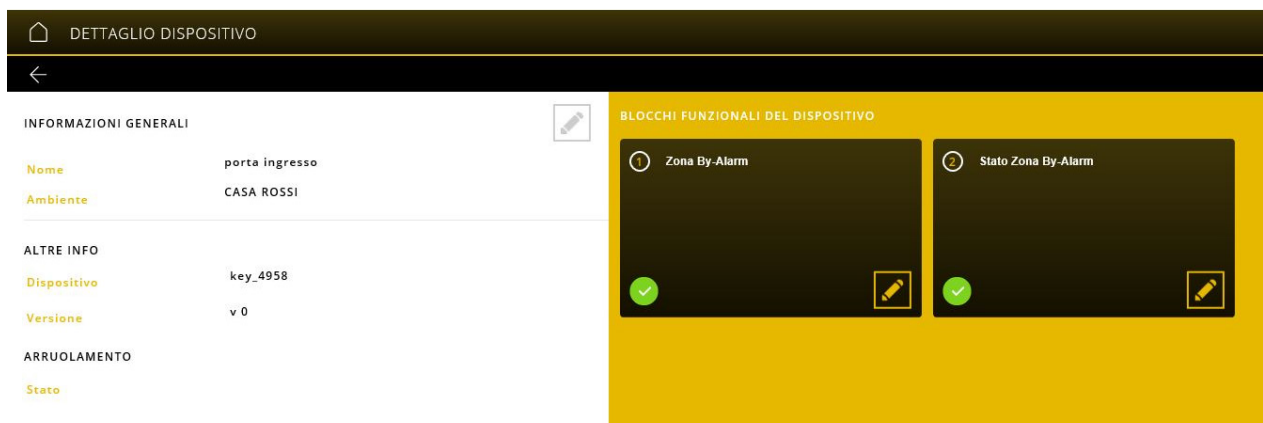 DETTAGLIO DISPOSITIVO
INFORMAZIONI GENERALI
Nome porta ingresso
Ambiente CASA ROSSI
ALTRE INFO
Dispositivo key_4958
Versione v 0
ARRUOLAMENTO
Stato
BLOCCHI FUNZIONALI DEL DISPOSITIVO
1 Zona By-Alarm
2 Stato Zona By-Alarm